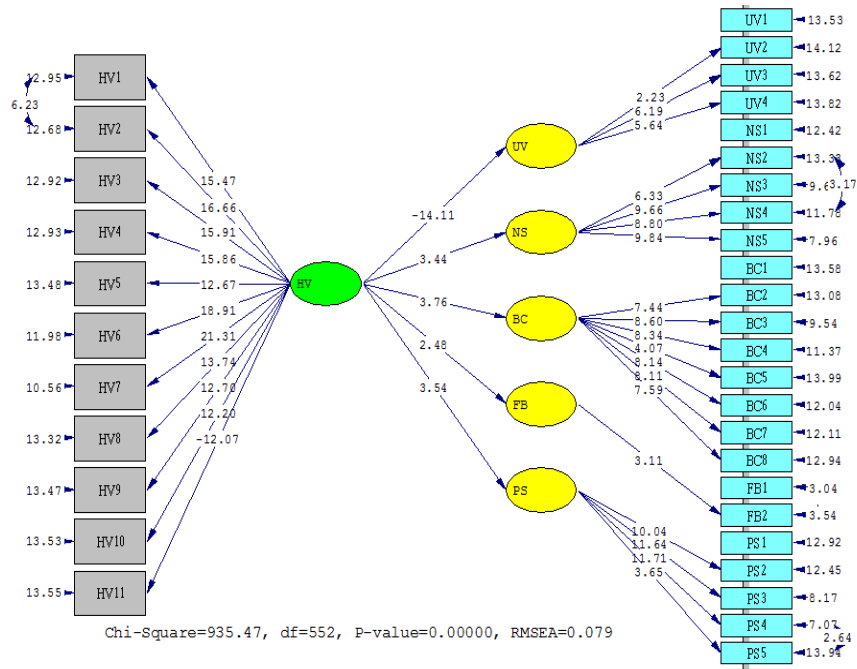 UV1 13.53
UV2 14.12
UV3 13.62
UV4 13.82
NS1 12.42
NS2
NS3
3.17
NS4 11.78
NS5 7.96
BC1 13.58
BC2 13.08
BC3 9.54
BC4 11.37
BC5 13.99
BC6 12.04
BC7 12.11
BC8 12.94
FB1 3.04
FB2 3.54
PS1 12.92
PS2 12.45
PS3 8.17
PS4 7.07
2.64
PS5 13.94
12.95 HV1
6.23
12.68 HV2
12.92 HV3
12.93 HV4
13.48 HV5
11.98 HV6
10.56 HV7
13.32 HV8
13.47 HV9
13.53 HV10
13.55 HV11
15.47
16.66
15.91
15.86
12.67
18.91
21.31
13.74
12.70
12.20
-12.07
HV
-14.11
3.44
3.76
2.48
3.54
UV
NS
BC
FB
PS
2.23
6.19
5.64
6.33
9.66
8.80
9.84
7.44
8.60
8.34
4.07
8.14
8.11
7.59
3.11
10.04
11.64
11.71
3.65
Chi-Square=935.47, df=552, P-value=0.00000, RMSEA=0.079